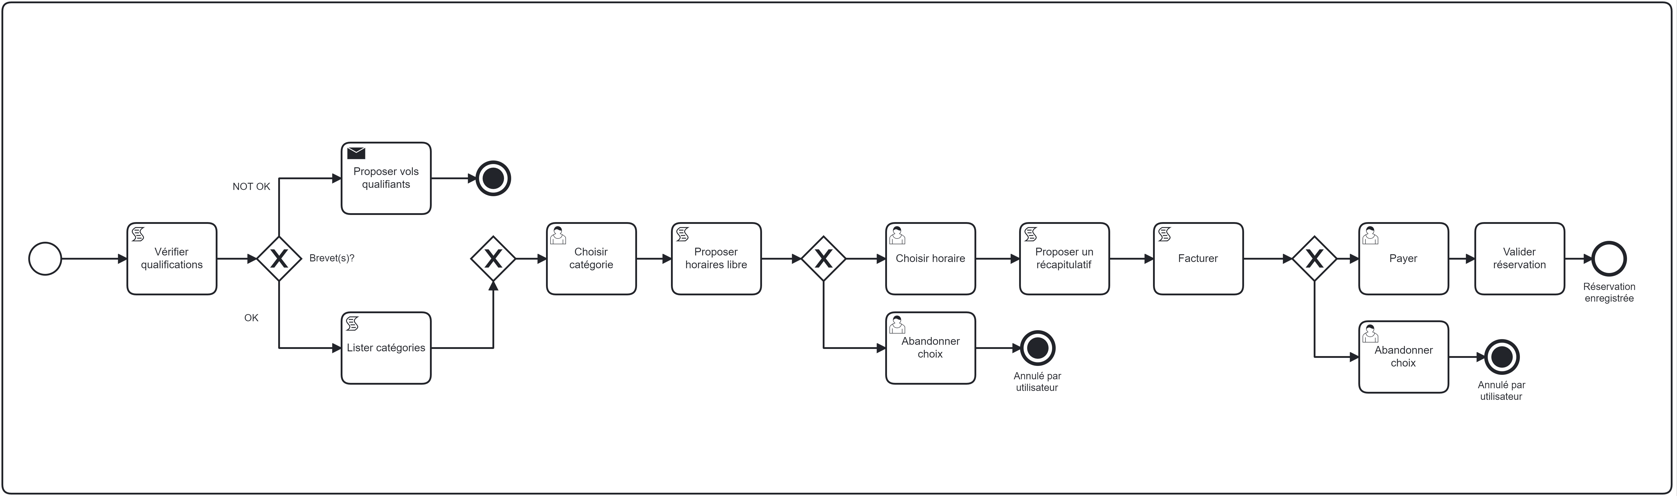 Proposer vols
qualifiants
NOT OK
Vérifier
qualifications
Brevet(s)?
OK
Lister catégories
Choisir
catégorie
Proposer
horaires libre
Choisir horaire
Abandonner
choix
Annulé par
utilisateur
Proposer un
récapitulatif
Facturer
Payer
Valider
réservation
Réservation
enregistrée
Abandonner
choix
Annulé par
utilisateur